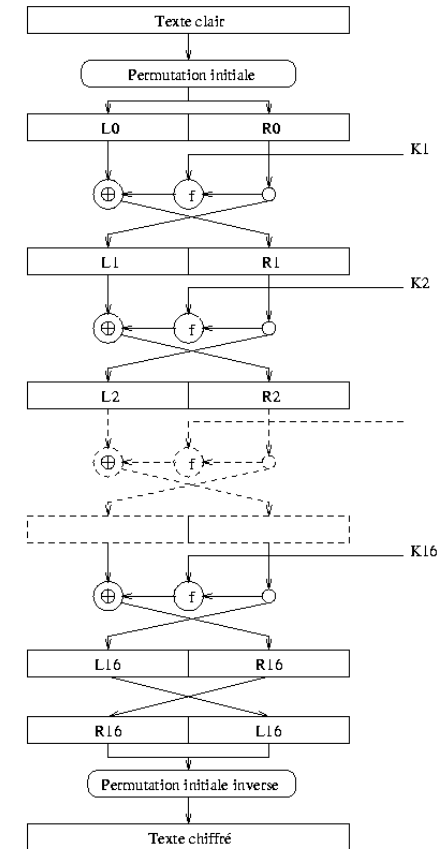 Texte clair
Permutation initiale
L0 R0
K1
⊕ f
L1 R1
K2
⊕ f
L2 R2
⊕ f
K16
⊕ f
L16 R16
R16 L16
Permutation initiale inverse
Texte chiffré